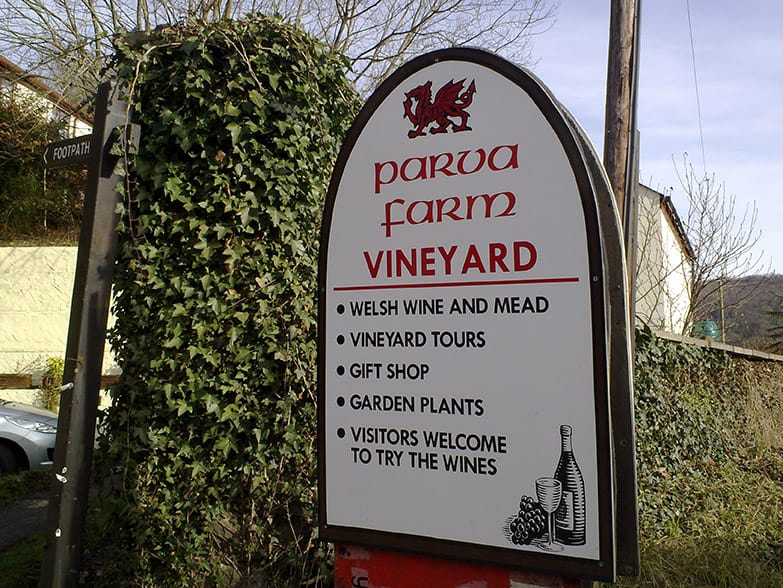 FOOTPATH
Parva
Farm
VINEYARD
• WELSH WINE AND MEAD
• VINEYARD TOURS
• GIFT SHOP
• GARDEN PLANTS
• VISITORS WELCOME
TO TRY THE WINES